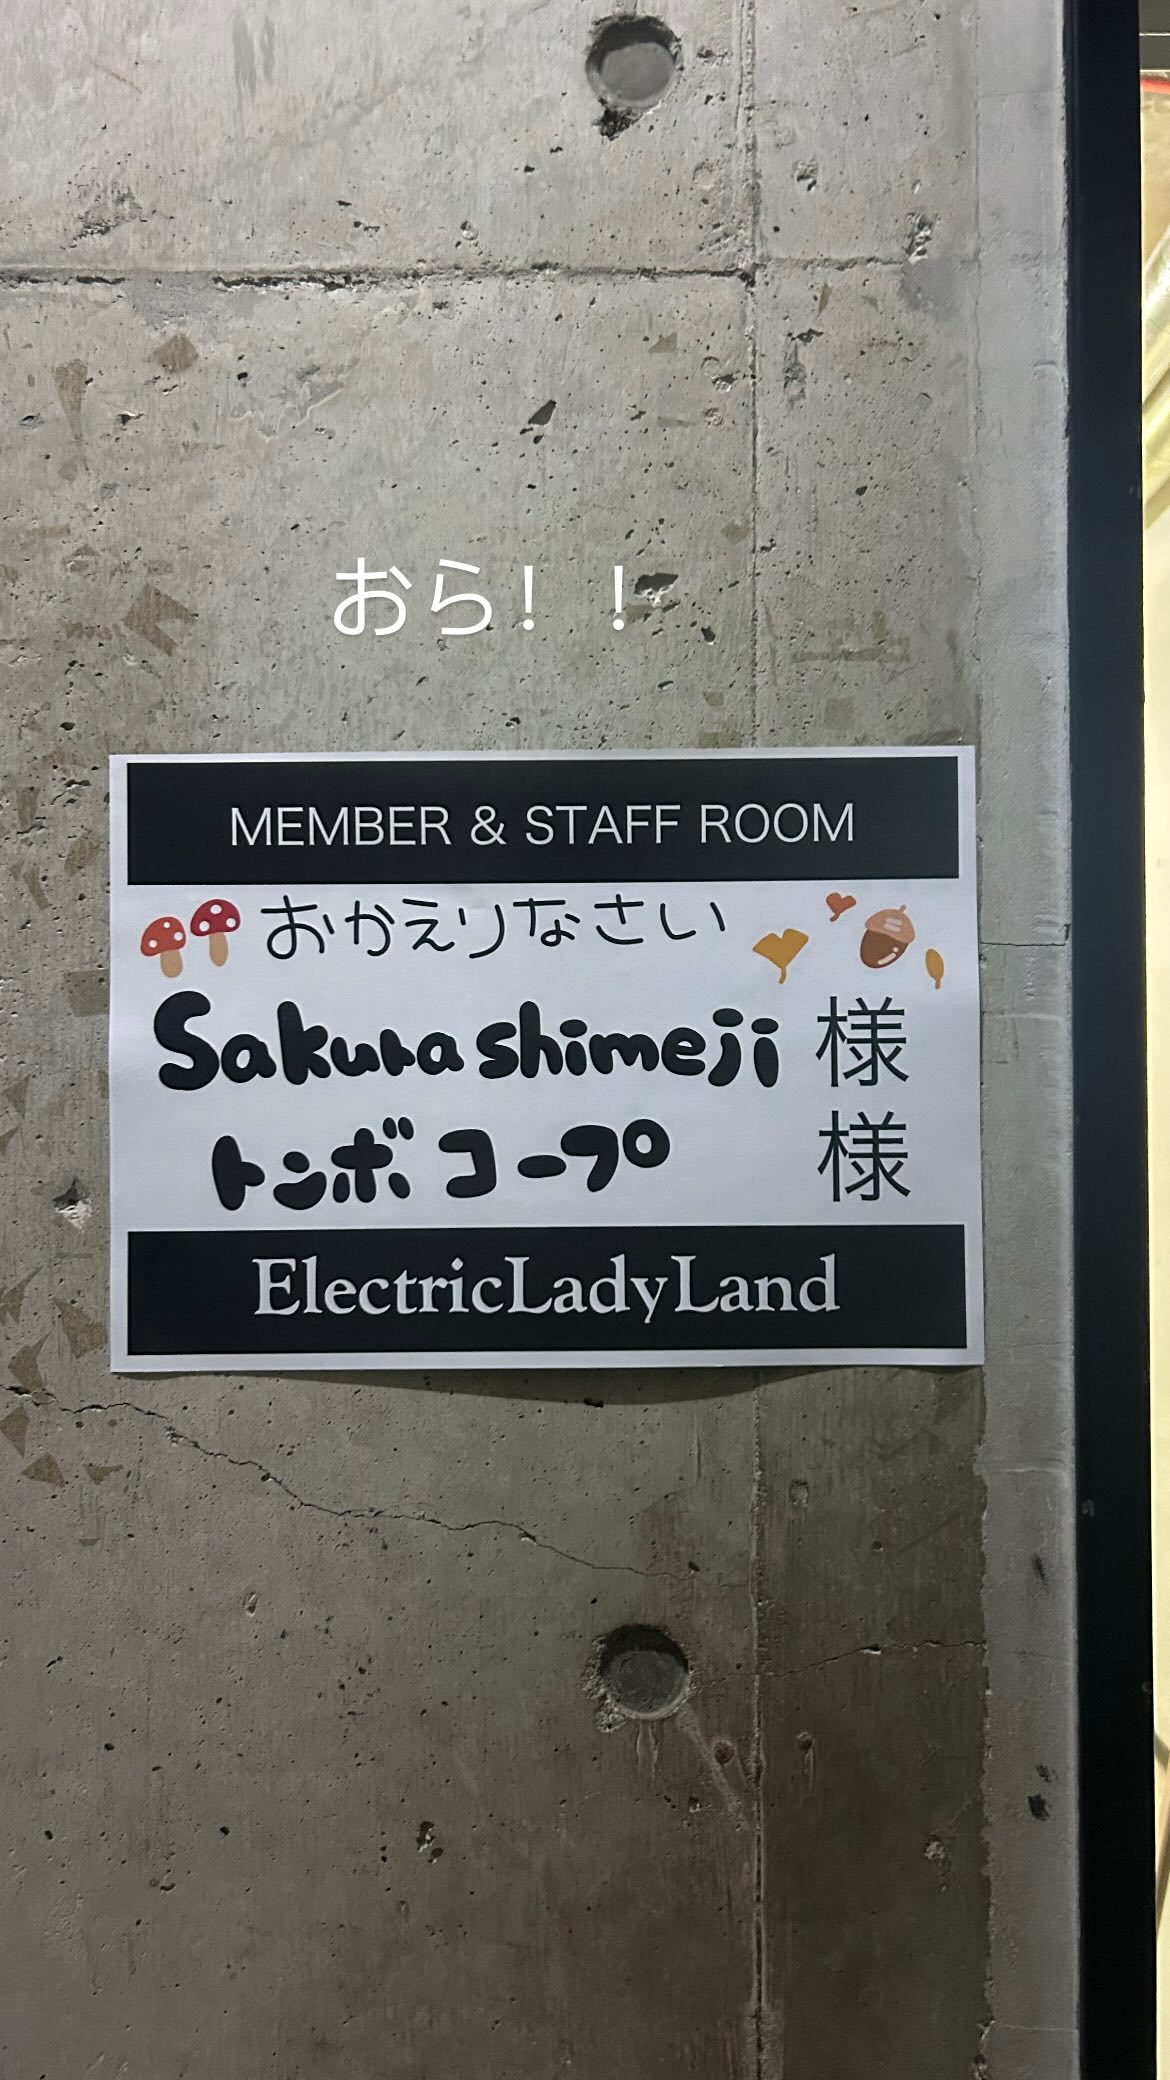 おら！！
MEMBER & STAFF ROOM
おかえりなさい
Sakurashimeji 様
トンボコープ 様
ElectricLadyLand